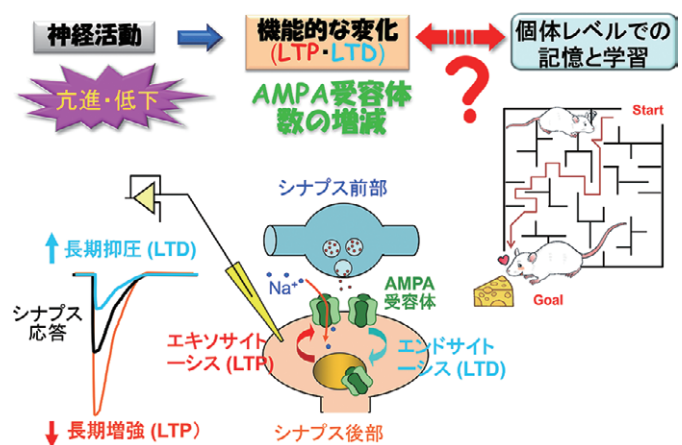 神経活動
機能的な変化
(LTP・LTD)
個体レベルでの
記憶と学習
亢進・低下
AMPA受容体
数の増減
?
Start
シナプス前部
長期抑圧 (LTD)
Na⁺
AMPA
受容体
シナプス
応答
エキソサイト
ーシス (LTP)
エンドサイト
ーシス (LTD)
Goal
長期増強 (LTP)
シナプス後部